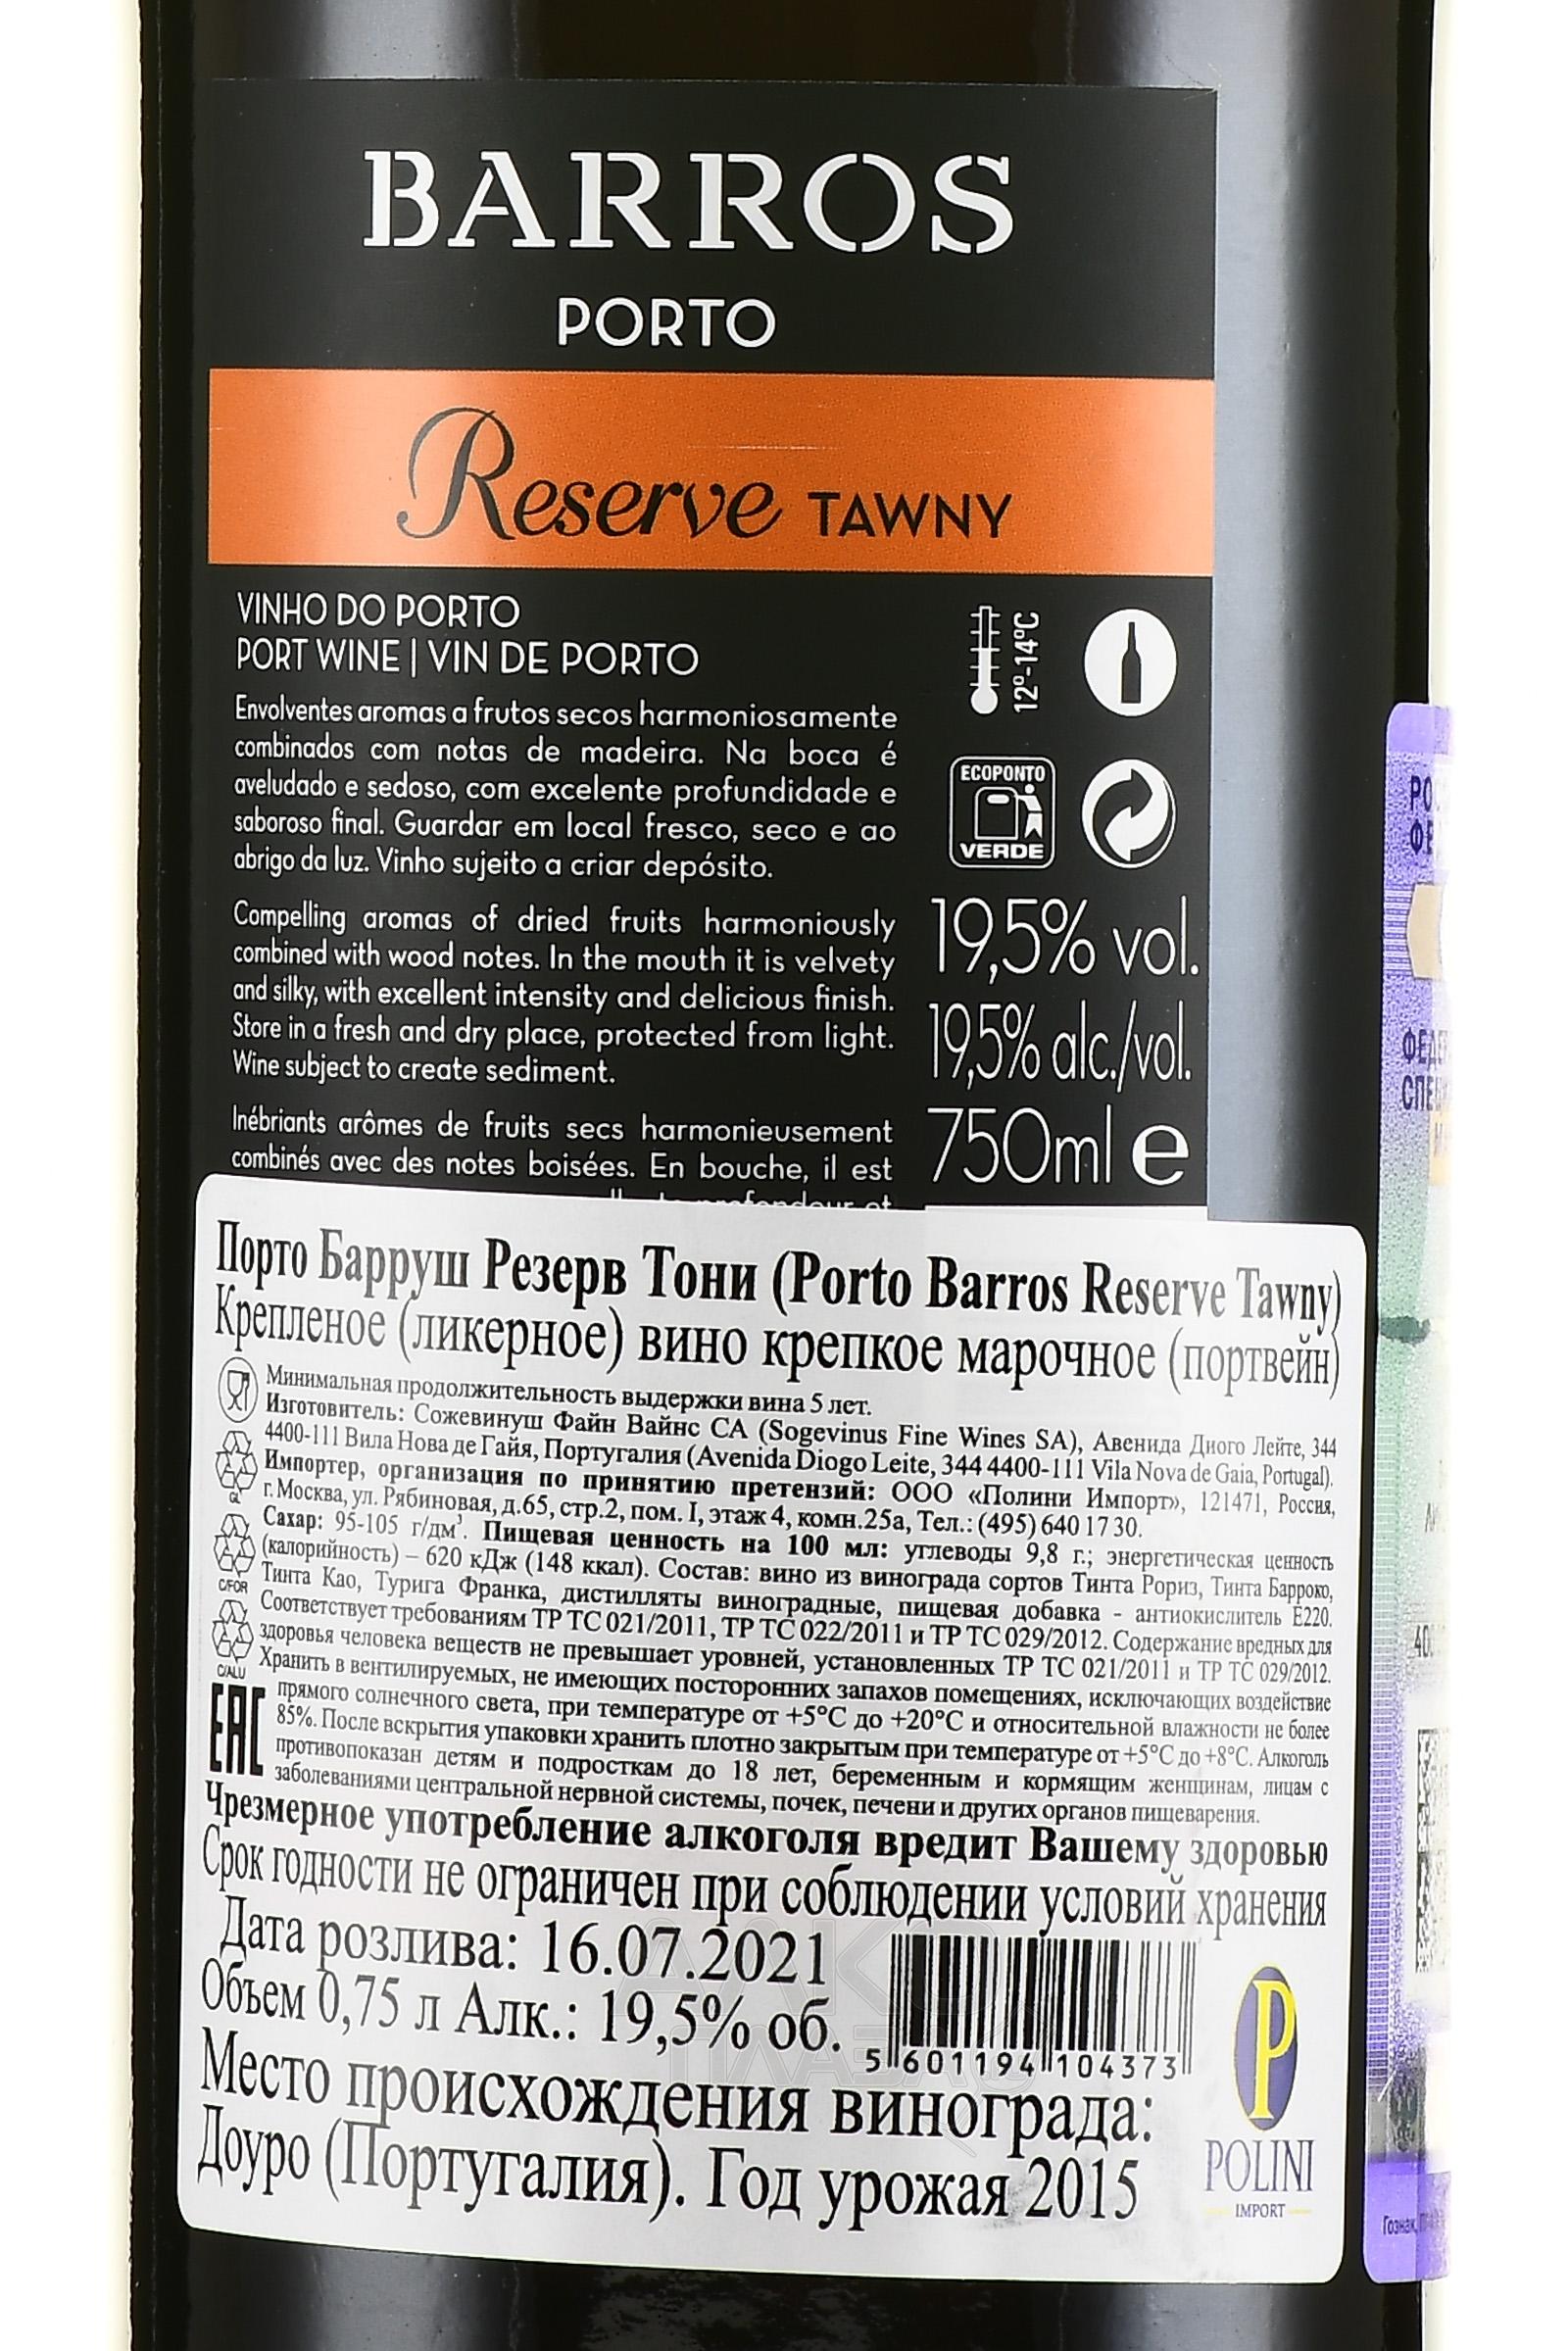 BARROS
PORTO
Reserve TAWNY
VINHO DO PORTO
PORT WINE | VIN DE PORTO
Envolventes aromas a frutos secos harmoniosamente
combinados com notas de madeira. Na boca é
aveludado e sedoso, com excelente profundidade e
saboroso final. Guardar em local fresco, seco e ao
abrigo da luz. Vinho sujeito a criar depósito.
Compelling aromas of dried fruits harmoniously
combined with wood notes. In the mouth it is velvety
and silky, with excellent intensity and delicious finish.
Store in a fresh and dry place, protected from light.
Wine subject to create sediment.
Inébriants arômes de fruits secs harmonieusement
combinés avec des notes boisées. En bouche, il est
12º-14ºC
ECOPONTO
VERDE
19,5% vol.
19,5% alc./vol.
750ml e
Порто Барруш Резерв Тони (Porto Barros Reserve Tawny)
Крепленое (ликерное) вино крепкое марочное (портвейн)
Минимальная продолжительность выдержки вина 5 лет.
Изготовитель: Сожевинуш Файн Вайнс СА (Sogevinus Fine Wines SA), Авенида Диого Лейте, 344
4400-111 Вила Нова де Гайя, Португалия (Avenida Diogo Leite, 344 4400-111 Vila Nova de Gaia, Portugal).
Импортер, организация по принятию претензий: ООО «Полини Импорт», 121471, Россия,
г. Москва, ул. Рябиновая, д.65, стр.2, пом. I, этаж 4, комн.25а, Тел.: (495) 640 17 30.
Сахар: 95-105 г/дм³. Пищевая ценность на 100 мл: углеводы 9,8 г.; энергетическая ценность
(калорийность) – 620 кДж (148 ккал). Состав: вино из винограда сортов Тинта Рориз, Тинта Барроко,
Тинта Као, Турига Франка, дистилляты виноградные, пищевая добавка - антиокислитель Е220.
Соответствует требованиям ТР ТС 021/2011, ТР ТС 022/2011 и ТР ТС 029/2012. Содержание вредных для
здоровья человека веществ не превышает уровней, установленных ТР ТС 021/2011 и ТР ТС 029/2012.
Хранить в вентилируемых, не имеющих посторонних запахов помещениях, исключающих воздействие
прямого солнечного света, при температуре от +5°С до +20°С и относительной влажности не более
85%. После вскрытия упаковки хранить плотно закрытым при температуре от +5°С до +8°С. Алкоголь
противопоказан детям и подросткам до 18 лет, беременным и кормящим женщинам, лицам с
заболеваниями центральной нервной системы, почек, печени и других органов пищеварения.
GL
C/FOR
C/ALU
EAC
Чрезмерное употребление алкоголя вредит Вашему здоровью
Срок годности не ограничен при соблюдении условий хранения
Дата розлива: 16.07.2021
Объем 0,75 л Алк.: 19,5% об.
5 601194 104373
Место происхождения винограда:
Доуро (Португалия). Год урожая 2015
P
POLINI
IMPORT